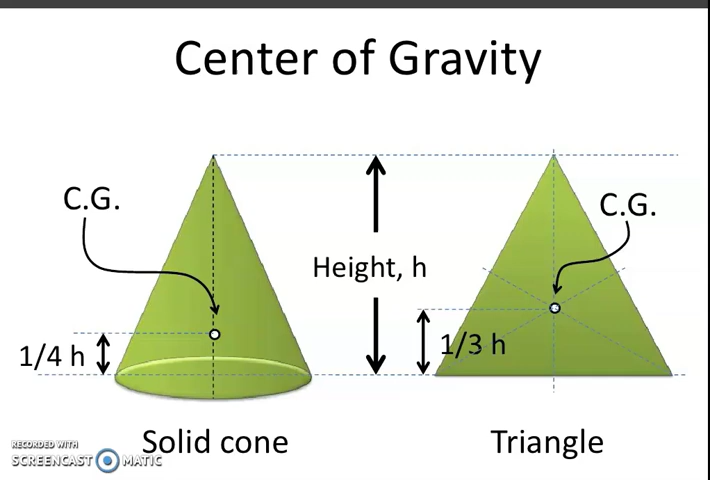 Center of Gravity
C.G.
C.G.
Height, h
1/4 h
1/3 h
Solid cone
Triangle
RECORDED WITH
SCREENCAST MATIC